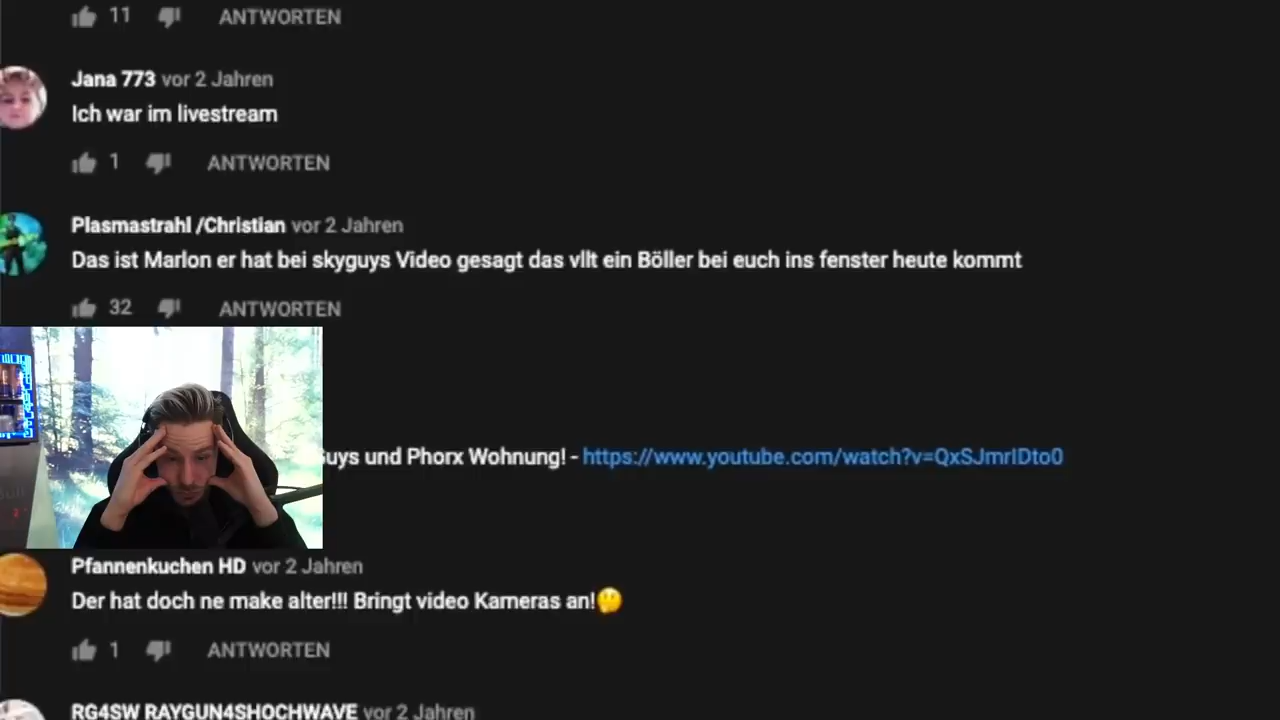 11 ANTWORTEN
Jana 773 vor 2 Jahren
Ich war im livestream
1 ANTWORTEN
Plasmastrahl /Christian vor 2 Jahren
Das ist Marlon er hat bei skyguys Video gesagt das vllt ein Böller bei euch ins fenster heute kommt
32 ANTWORTEN
uys und Phorx Wohnung! - https://www.youtube.com/watch?v=QxSJmrIDto0
Pfannenkuchen HD vor 2 Jahren
Der hat doch ne make alter!!! Bringt video Kameras an!🤔
1 ANTWORTEN
RG4SW RAYGUN4SHOCHWAVE vor 2 Jahren